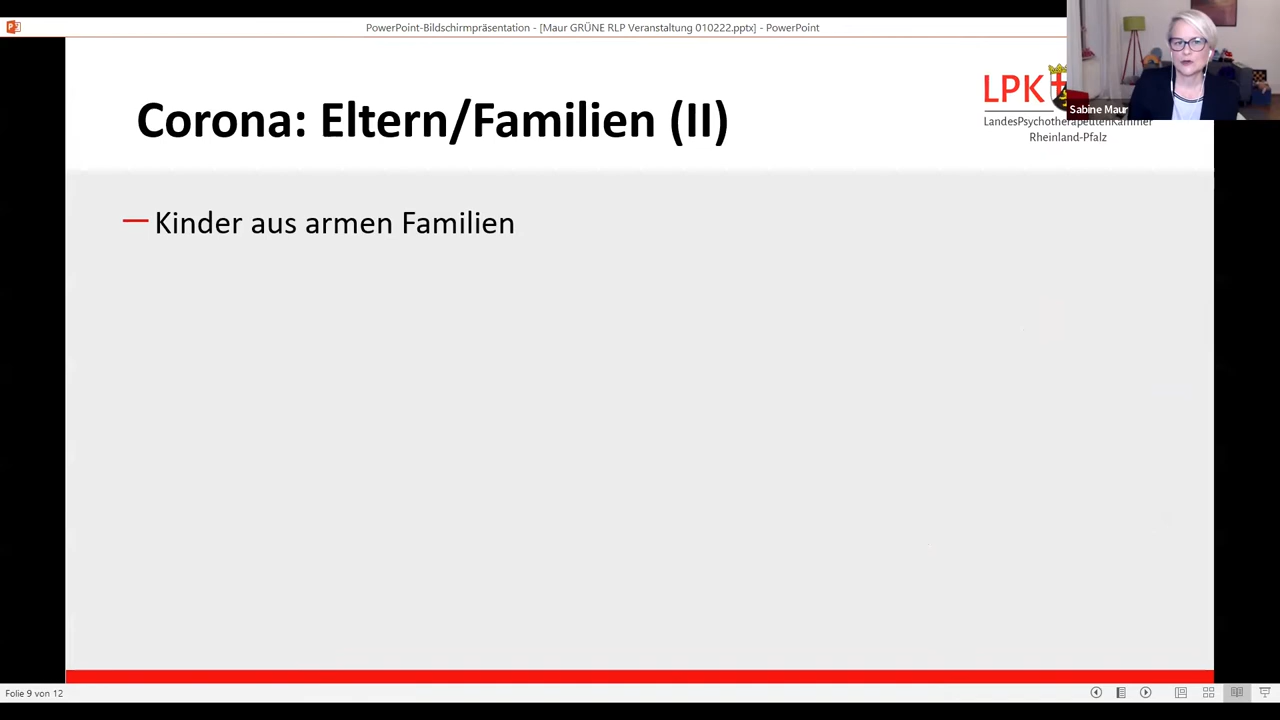 PowerPoint-Bildschirmpräsentation - [Maur GRÜNE RLP Veranstaltung 010222.pptx] - PowerPoint
Corona: Eltern/Familien (II)
LPK
Sabine Maur
LandesPsychotherapeutenKammer
Rheinland-Pfalz
Kinder aus armen Familien
Folie 9 von 12